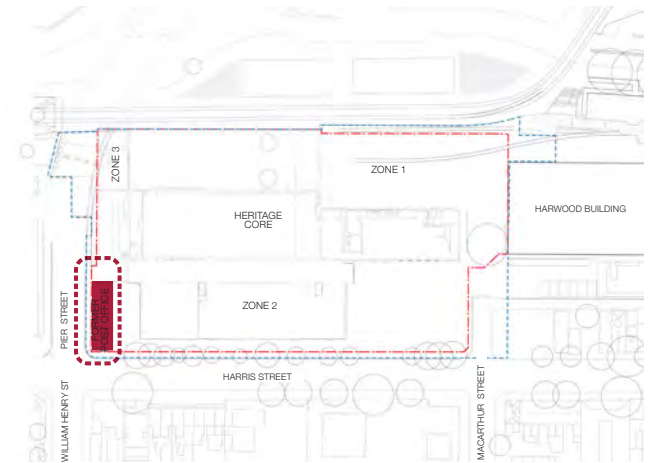 ZONE 3
ZONE 1
HERITAGE
CORE
HARWOOD BUILDING
ZONE 2
FORMER
POST OFFICE
PIER STREET
HARRIS STREET
WILLIAM HENRY ST
MACARTHUR STREET